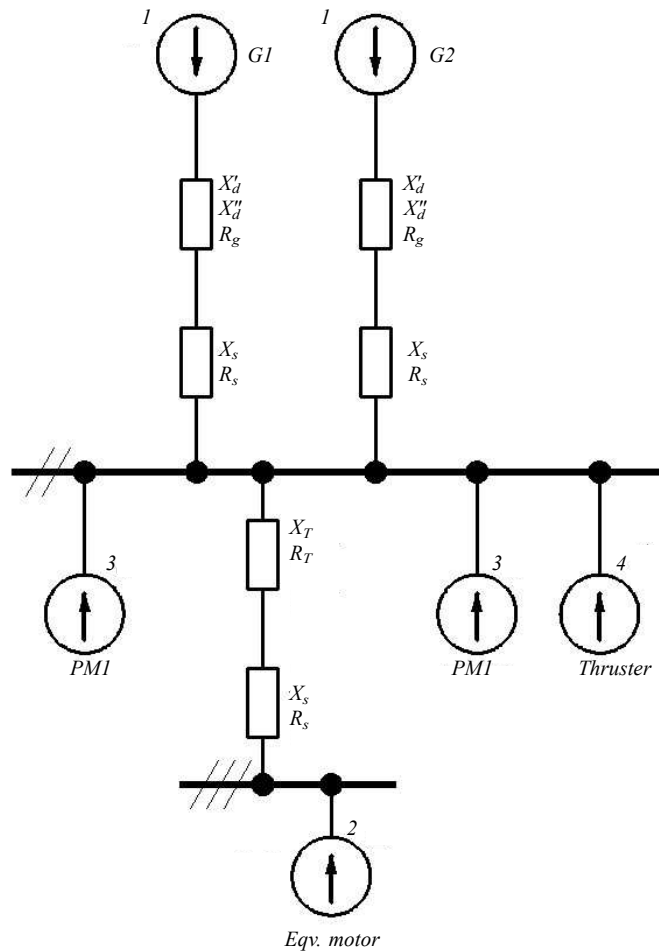 1
G1
1
G2
X'd
X''d
Rg
X'd
X''d
Rg
Xs
Rs
Xs
Rs
XT
RT
3
PM1
3
PM1
4
Thruster
Xs
Rs
2
Eqv. motor